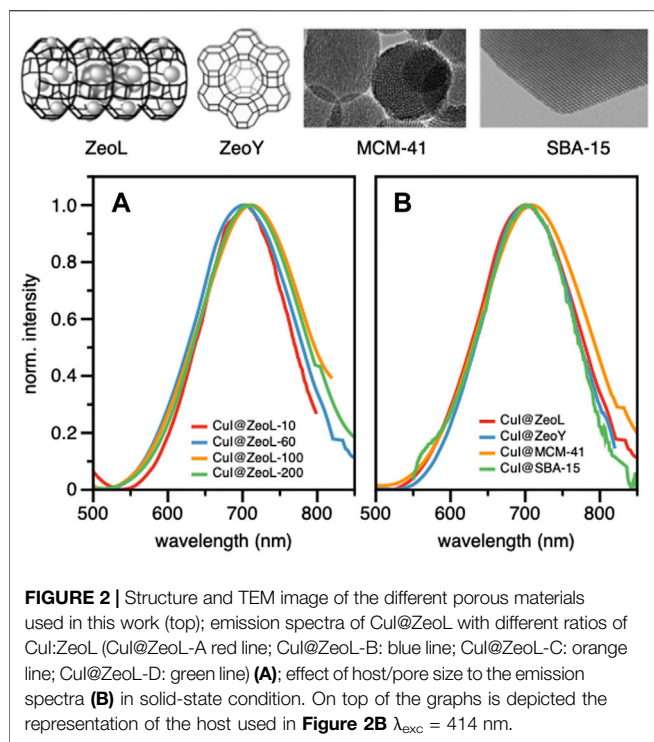 ZeoL
ZeoY
MCM-41
SBA-15
A
B
norm. intensity
1.0
0.8
0.6
0.4
0.2
0
CuI@ZeoL-10
CuI@ZeoL-60
CuI@ZeoL-100
CuI@ZeoL-200
CuI@ZeoL
CuI@ZeoY
CuI@MCM-41
CuI@SBA-15
500 600 700 800
500 600 700 800
wavelength (nm)
wavelength (nm)
FIGURE 2 | Structure and TEM image of the different porous materials
used in this work (top); emission spectra of CuI@ZeoL with different ratios of
CuI:ZeoL (CuI@ZeoL-A red line; CuI@ZeoL-B: blue line; CuI@ZeoL-C: orange
line; CuI@ZeoL-D: green line) (A); effect of host/pore size to the emission
spectra (B) in solid-state condition. On top of the graphs is depicted the
representation of the host used in Figure 2B λexc = 414 nm.